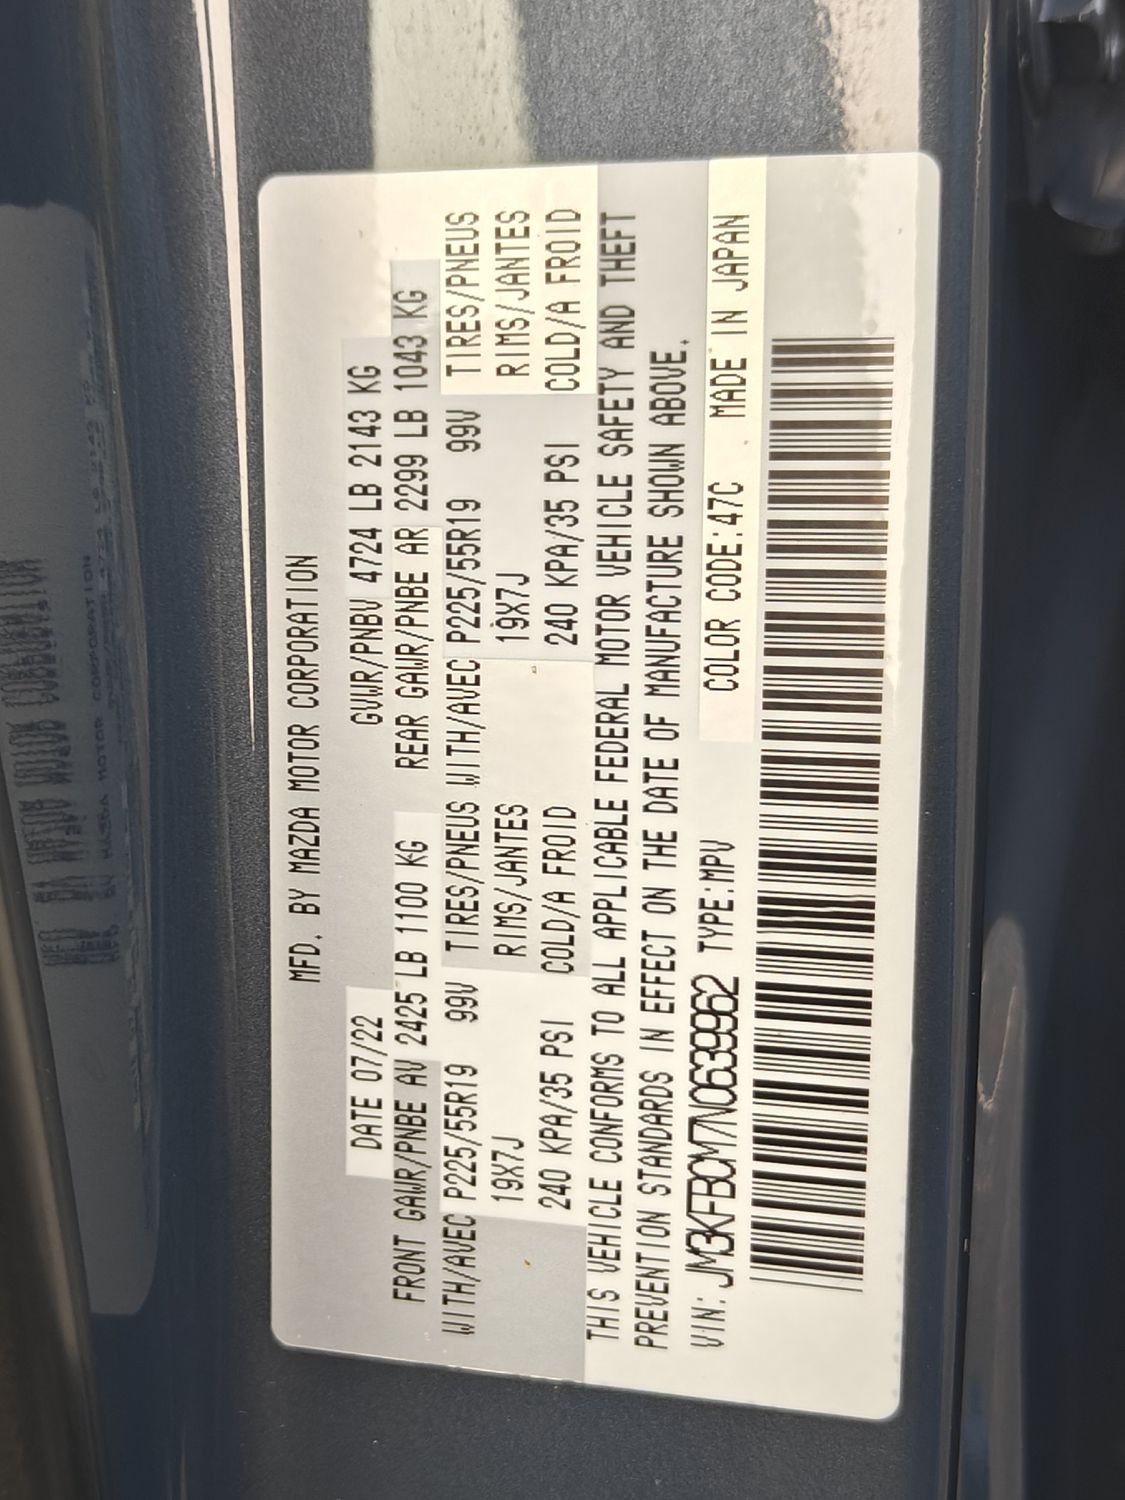 MFD. BY MAZDA MOTOR CORPORATION
DATE 07/22 GVWR/PNBV 4724 LB 2143 KG
FRONT GAWR/PNBE AV 2425 LB 1100 KG REAR GAWR/PNBE AR 2299 LB 1043 KG
WITH/AVEC P225/55R19 99V TIRES/PNEUS WITH/AVEC P225/55R19 99V TIRES/PNEUS
19X7J RIMS/JANTES 19X7J RIMS/JANTES
240 KPA/35 PSI COLD/A FROID 240 KPA/35 PSI COLD/A FROID
THIS VEHICLE CONFORMS TO ALL APPLICABLE FEDERAL MOTOR VEHICLE SAFETY AND THEFT
PREVENTION STANDARDS IN EFFECT ON THE DATE OF MANUFACTURE SHOWN ABOVE.
VIN: JM3KFBCM7N0639962 TYPE:MPV COLOR CODE:47C MADE IN JAPAN